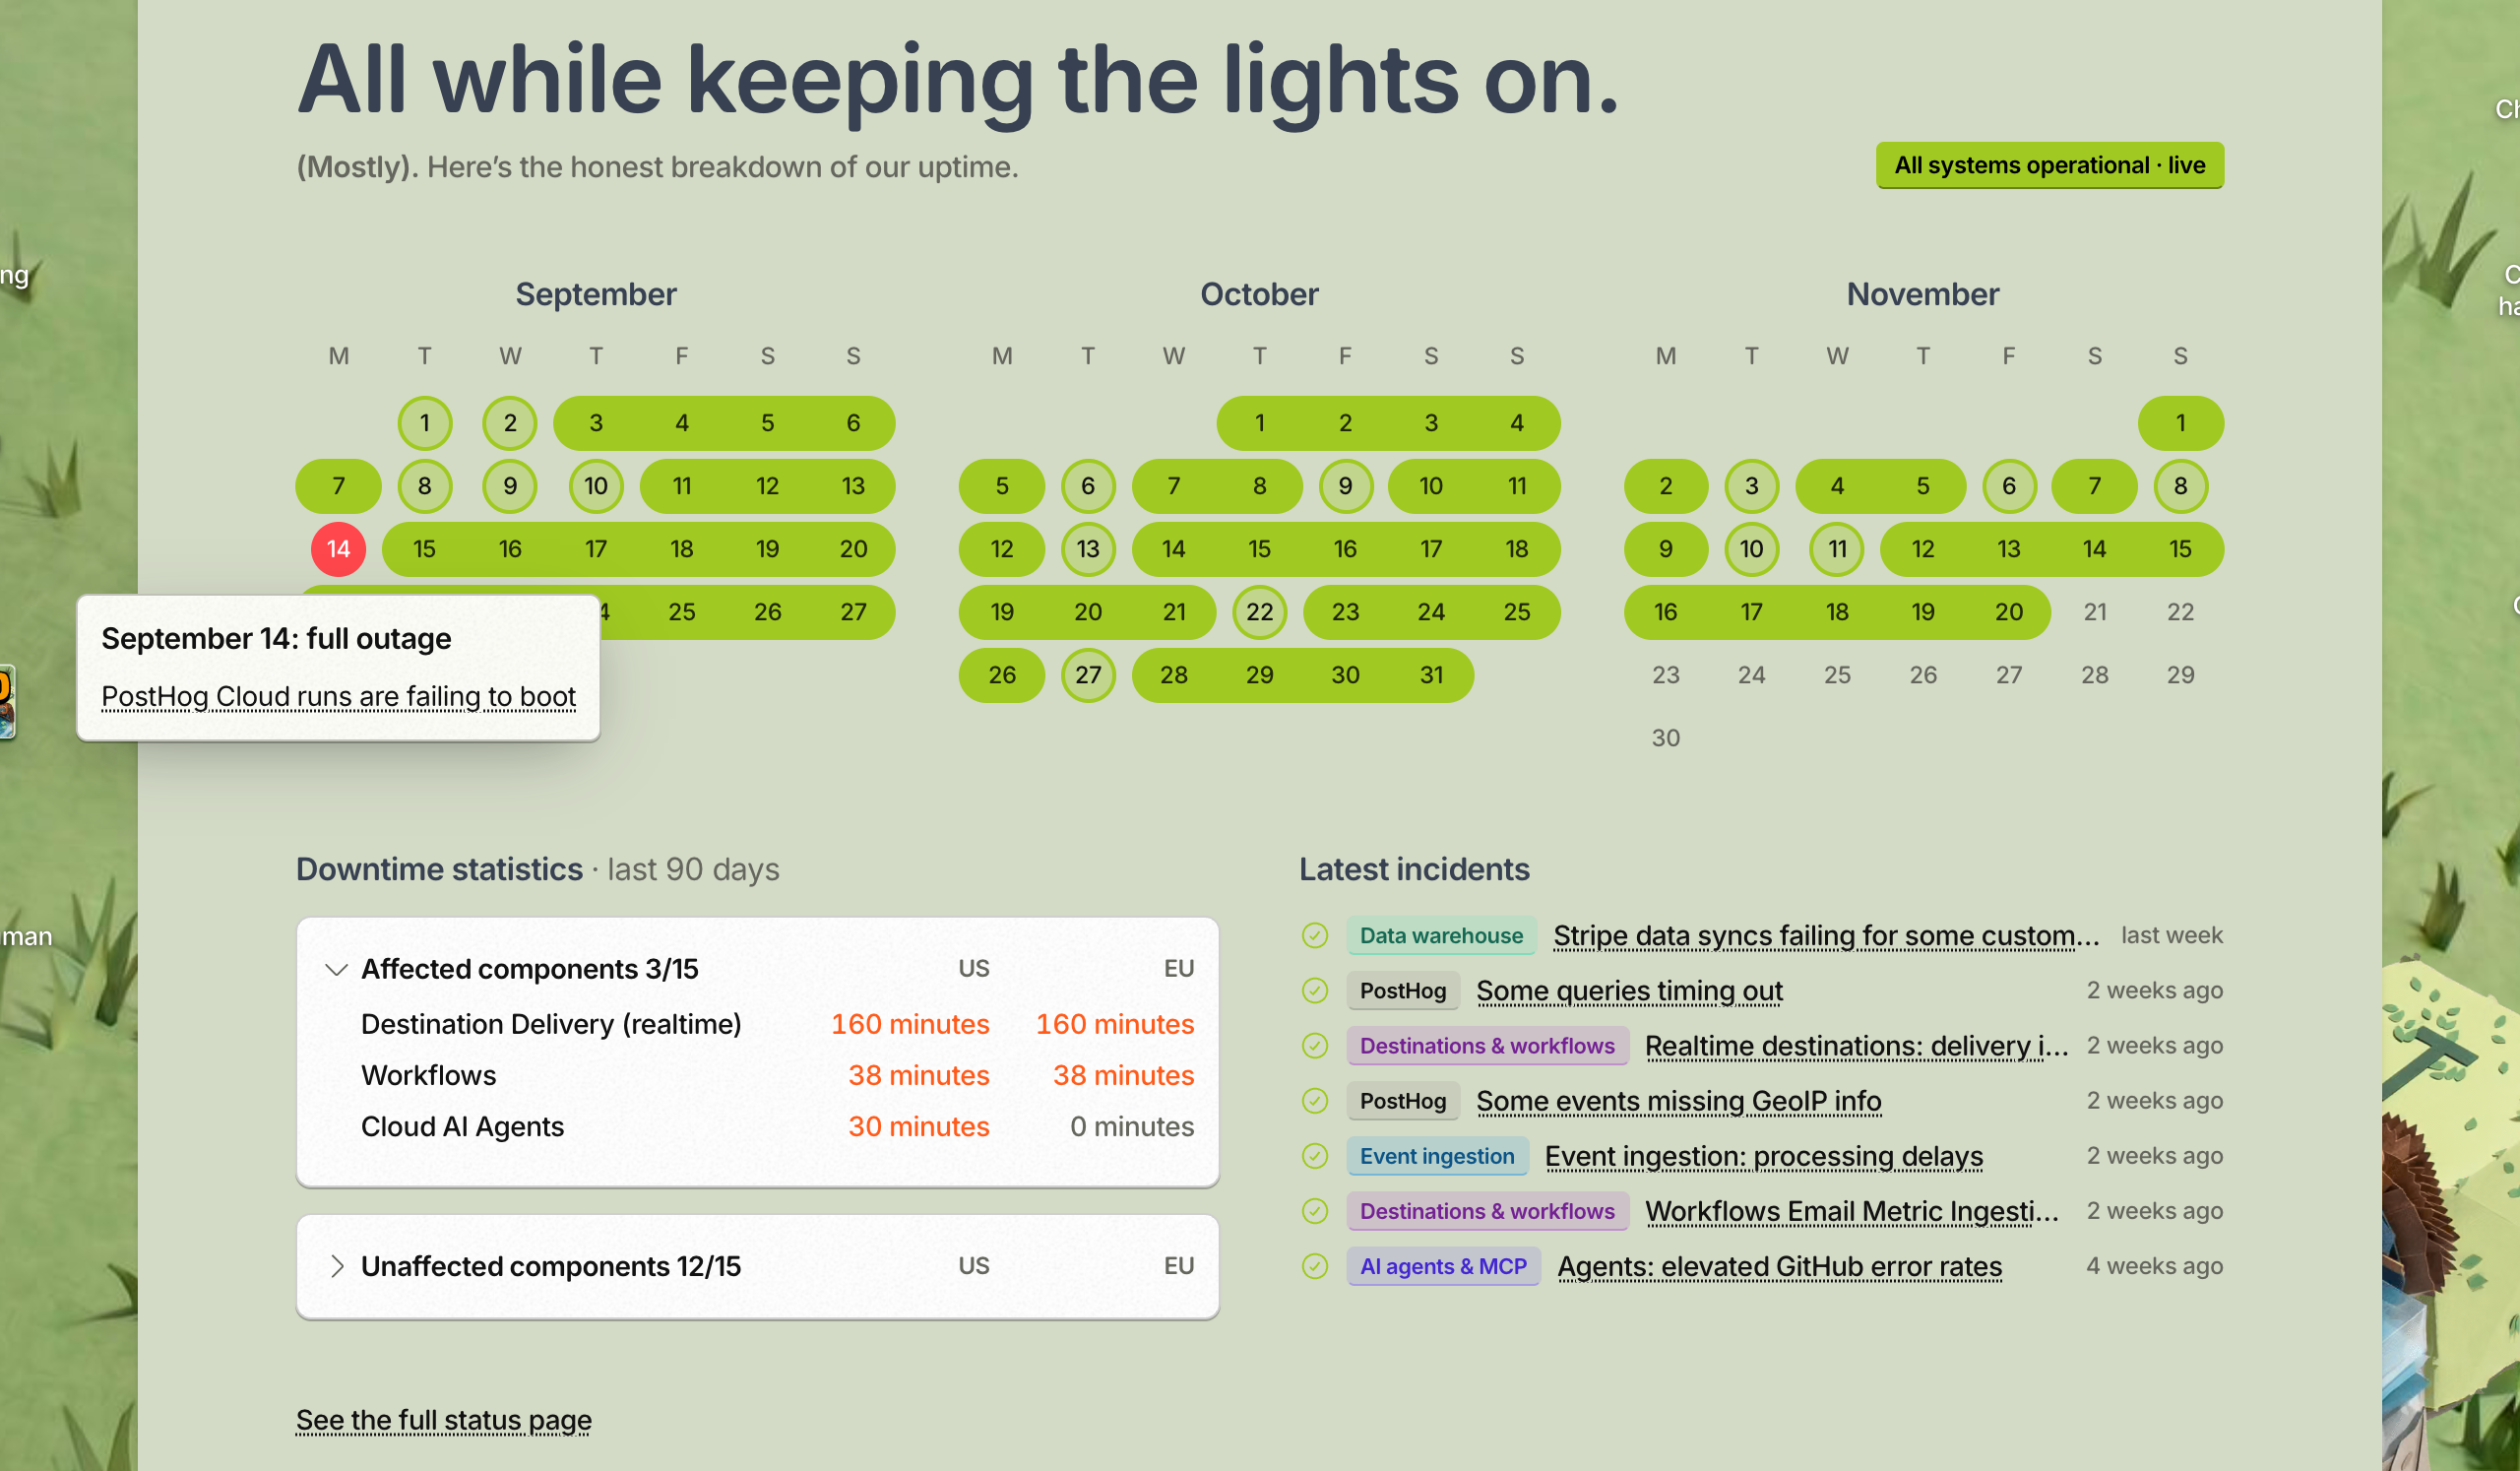 All while keeping the lights on.
(Mostly). Here’s the honest breakdown of our uptime.
All systems operational · live
September
M T W T F S S
1 2 3 4 5 6
7 8 9 10 11 12 13
14 15 16 17 18 19 20
25 26 27
September 14: full outage
PostHog Cloud runs are failing to boot
October
M T W T F S S
1 2 3 4
5 6 7 8 9 10 11
12 13 14 15 16 17 18
19 20 21 22 23 24 25
26 27 28 29 30 31
November
M T W T F S S
1
2 3 4 5 6 7 8
9 10 11 12 13 14 15
16 17 18 19 20 21 22
23 24 25 26 27 28 29
30
Downtime statistics · last 90 days
Affected components 3/15 US EU
Destination Delivery (realtime) 160 minutes 160 minutes
Workflows 38 minutes 38 minutes
Cloud AI Agents 30 minutes 0 minutes
Unaffected components 12/15 US EU
Latest incidents
Data warehouse Stripe data syncs failing for some custom... last week
PostHog Some queries timing out 2 weeks ago
Destinations & workflows Realtime destinations: delivery i... 2 weeks ago
PostHog Some events missing GeoIP info 2 weeks ago
Event ingestion Event ingestion: processing delays 2 weeks ago
Destinations & workflows Workflows Email Metric Ingesti... 2 weeks ago
AI agents & MCP Agents: elevated GitHub error rates 4 weeks ago
See the full status page